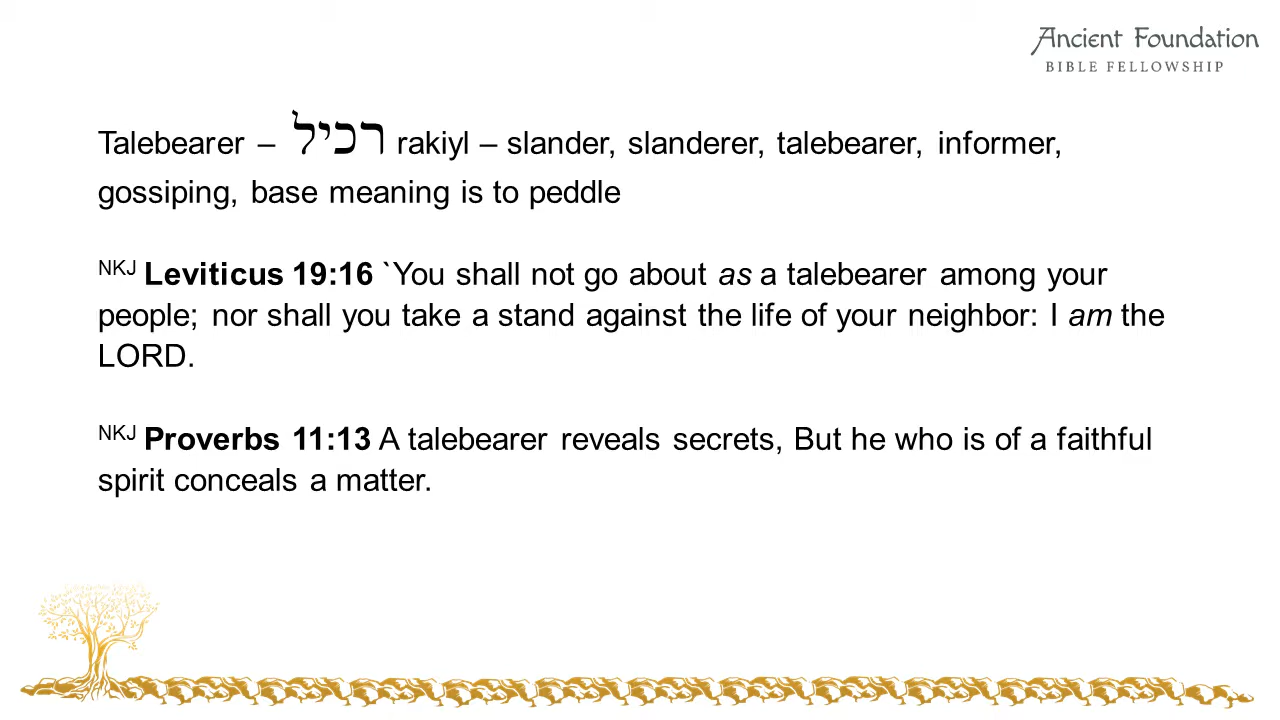 Ancient Foundation
BIBLE FELLOWSHIP
Talebearer – רכיל rakiyl – slander, slanderer, talebearer, informer,
gossiping, base meaning is to peddle
NKJ Leviticus 19:16 `You shall not go about as a talebearer among your
people; nor shall you take a stand against the life of your neighbor: I am the
LORD.
NKJ Proverbs 11:13 A talebearer reveals secrets, But he who is of a faithful
spirit conceals a matter.